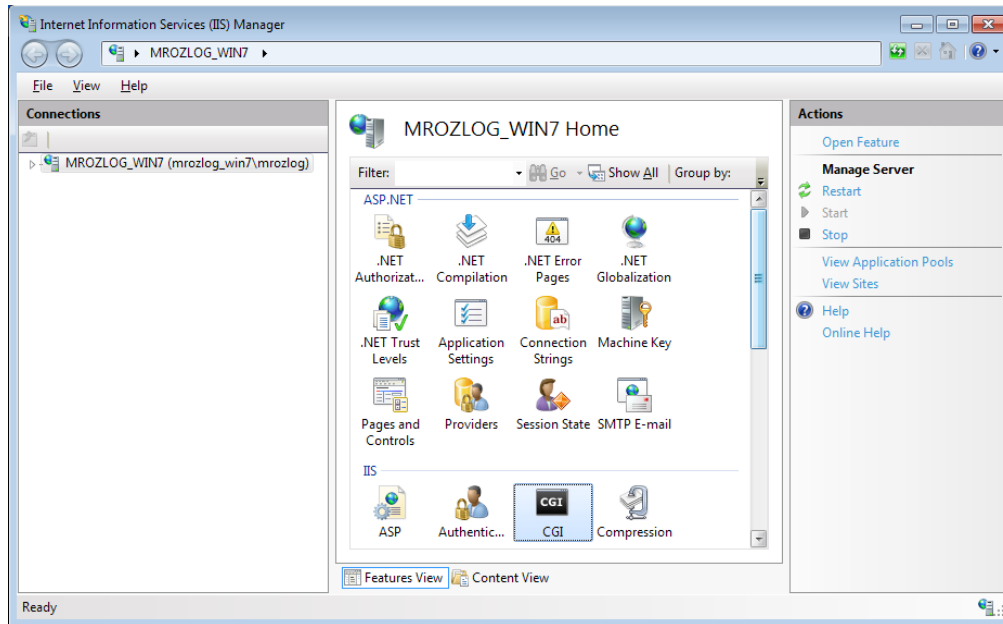 Internet Information Services (IIS) Manager
MROZLOG_WIN7
File View Help
Connections
MROZLOG_WIN7 (mrozlog_win7\mrozlog)
MROZLOG_WIN7 Home
Filter: Go Show All Group by:
ASP.NET
404
.NET .NET .NET Error .NET
Authorizat... Compilation Pages Globalization
ab
.NET Trust Application Connection Machine Key
Levels Settings Strings
Pages and Providers Session State SMTP E-mail
Controls
IIS
CGI
ASP Authentic... CGI Compression
Features View Content View
Actions
Open Feature
Manage Server
Restart
Start
Stop
View Application Pools
View Sites
Help
Online Help
Ready